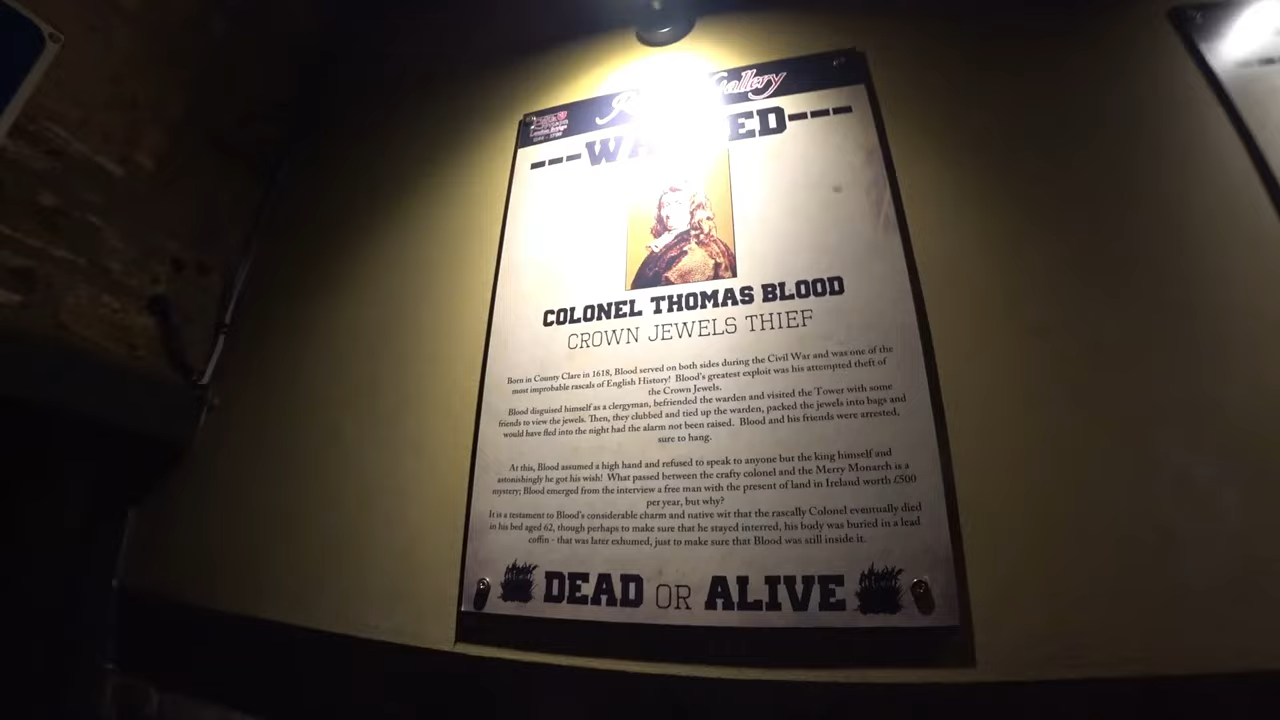 Gallery
---WANTED---
COLONEL THOMAS BLOOD
CROWN JEWELS THIEF
Born in County Clare in 1618, Blood served on both sides during the Civil War and was one of the
most improbable rascals of English History! Blood's greatest exploit was his attempted theft of
the Crown Jewels.
Blood disguised himself as a clergyman, befriended the warden and visited the Tower with some
friends to view the jewels. Then, they clubbed and tied up the warden, packed the jewels into bags and
would have fled into the night had the alarm not been raised. Blood and his friends were arrested,
sure to hang.
At this, Blood assumed a high hand and refused to speak to anyone but the king himself and
astonishingly he got his wish! What passed between the crafty colonel and the Merry Monarch is a
mystery; Blood emerged from the interview a free man with the present of land in Ireland worth £500
per year, but why?
It is a testament to Blood's considerable charm and native wit that the rascally Colonel eventually died
in his bed aged 62, though perhaps to make sure that he stayed interred, his body was buried in a lead
coffin - that was later exhumed, just to make sure that Blood was still inside it.
DEAD OR ALIVE